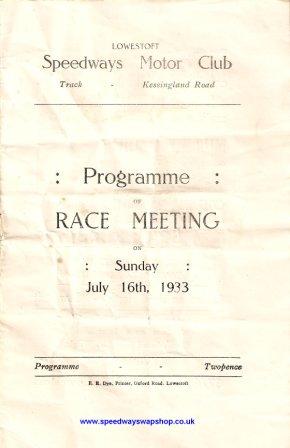 LOWESTOFT
Speedways Motor Club
Track - Kessingland Road
: Programme :
OF
RACE MEETING
ON
: Sunday :
July 16th, 1933
Programme - - Twopence
E. R. Dye, Printer, Oxford Road, Lowestoft
www.speedwayswapshop.co.uk